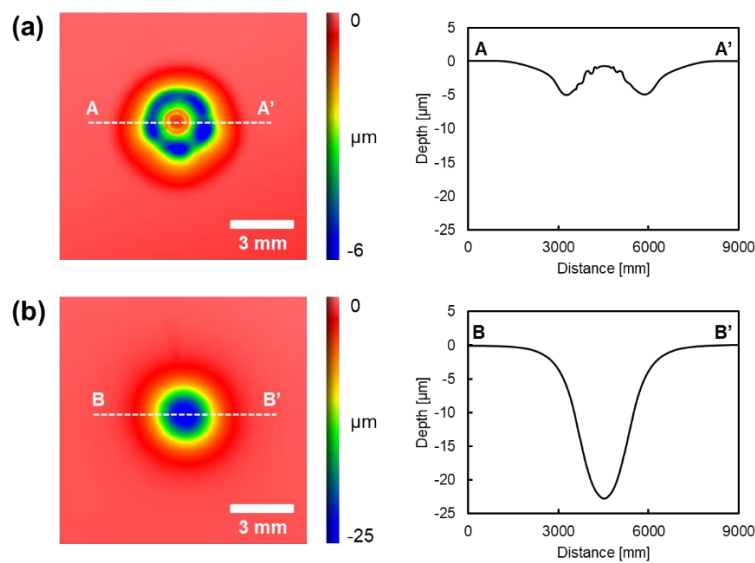 (a)
A
A'
3 mm
0
μm
-6
A
A'
5
0
-5
-10
-15
-20
-25
Depth [μm]
0
3000
6000
9000
Distance [mm]
(b)
B
B'
3 mm
0
μm
-25
B
B'
5
0
-5
-10
-15
-20
-25
Depth [μm]
0
3000
6000
9000
Distance [mm]